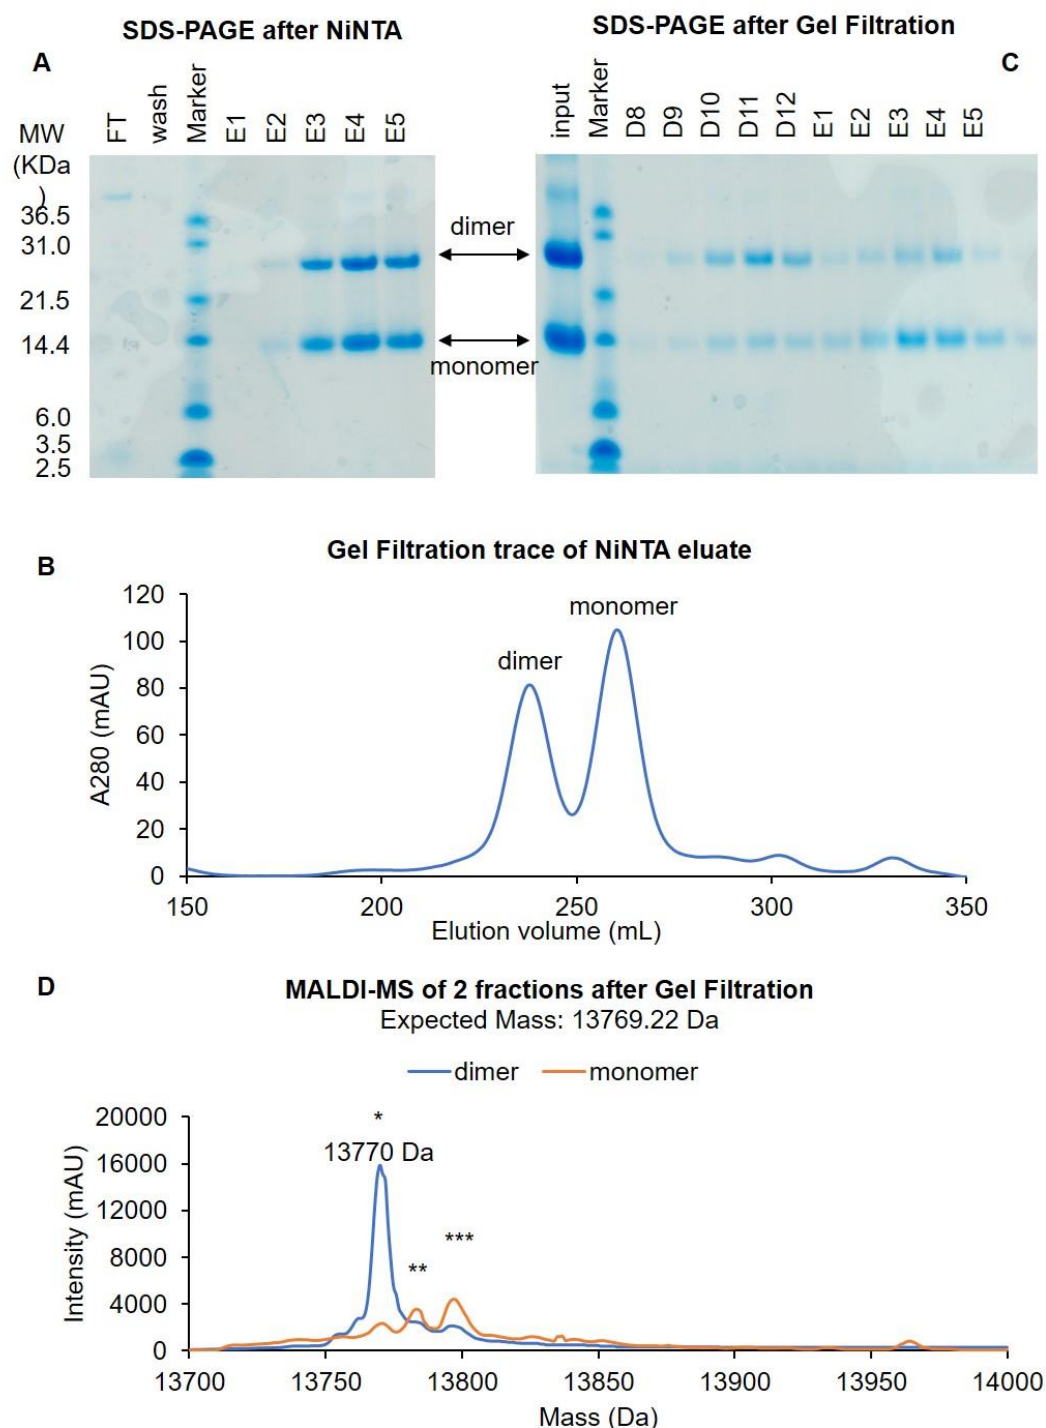 SDS-PAGE after NiNTA
SDS-PAGE after Gel Filtration
A
C
MW
(KDa
)
FT
wash
Marker
E1
E2
E3
E4
E5
input
Marker
D8
D9
D10
D11
D12
E1
E2
E3
E4
E5
36.5
31.0
21.5
14.4
6.0
3.5
2.5
dimer
monomer
B
Gel Filtration trace of NiNTA eluate
A280 (mAU)
120
100
80
60
40
20
0
dimer
monomer
150
200
250
300
350
Elution volume (mL)
D
MALDI-MS of 2 fractions after Gel Filtration
Expected Mass: 13769.22 Da
dimer
monomer
Intensity (mAU)
20000
16000
12000
8000
4000
0
*
13770 Da
**
***
13700
13750
13800
13850
13900
13950
14000
Mass (Da)